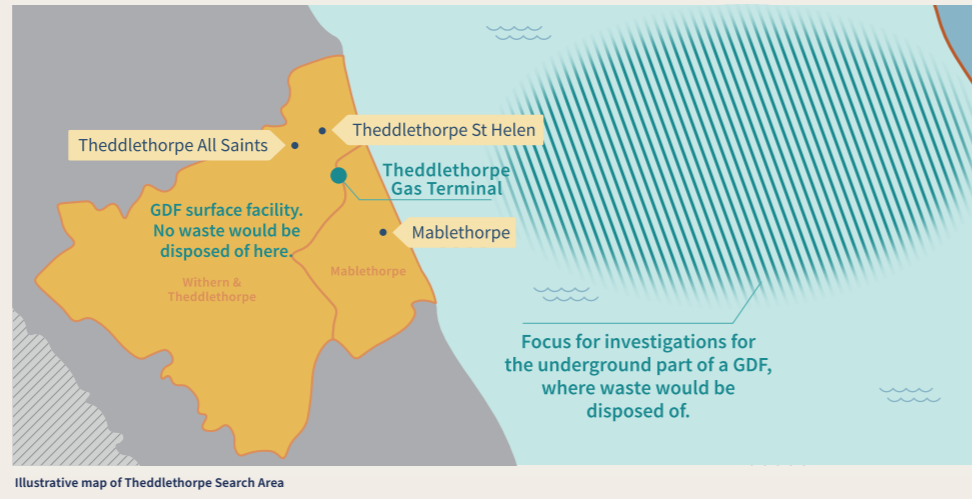 Theddlethorpe St Helen
Theddlethorpe All Saints
Theddlethorpe
Gas Terminal
GDF surface facility.
No waste would be
disposed of here.
Mablethorpe
Mablethorpe
Withern &
Theddlethorpe
Focus for investigations for
the underground part of a GDF,
where waste would be
disposed of.
Illustrative map of Theddlethorpe Search Area